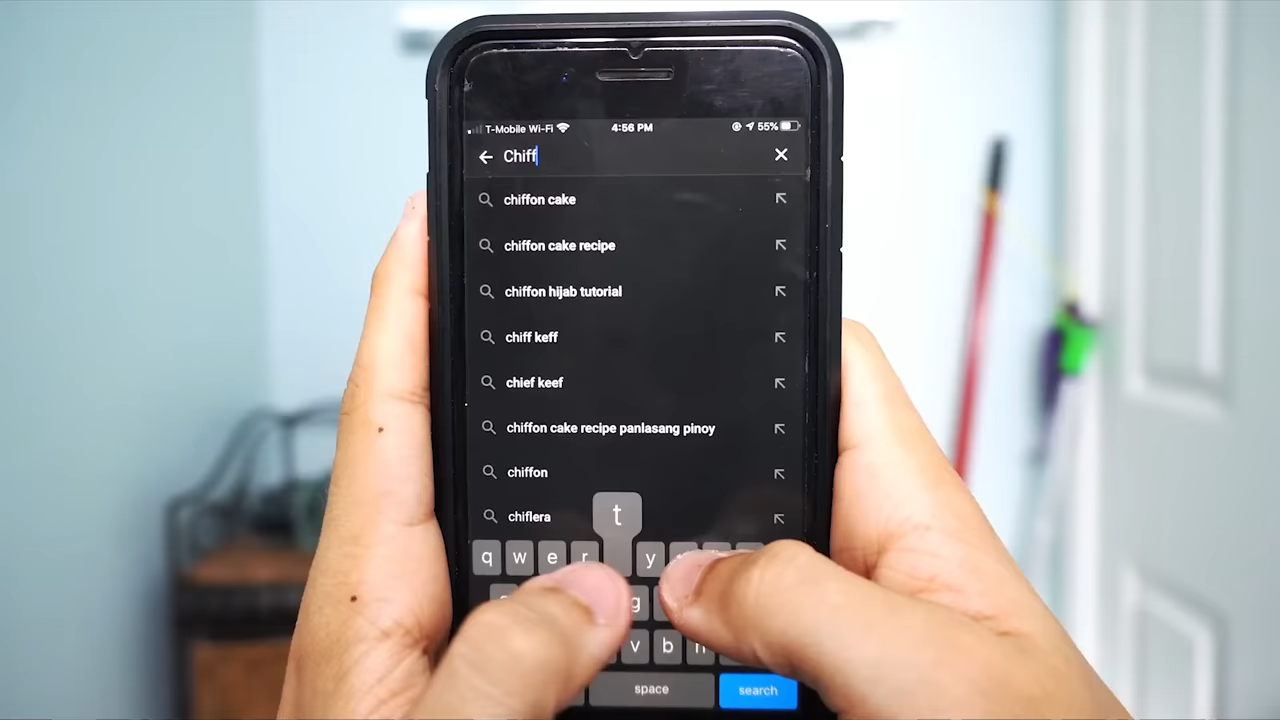 T-Mobile Wi-Fi 4:56 PM 55%
Chiff
chiffon cake
chiffon cake recipe
chiffon hijab tutorial
chiff keff
chief keef
chiffon cake recipe panlasang pinoy
chiffon
chiflera
t
q w e r y
g
v b n
space search